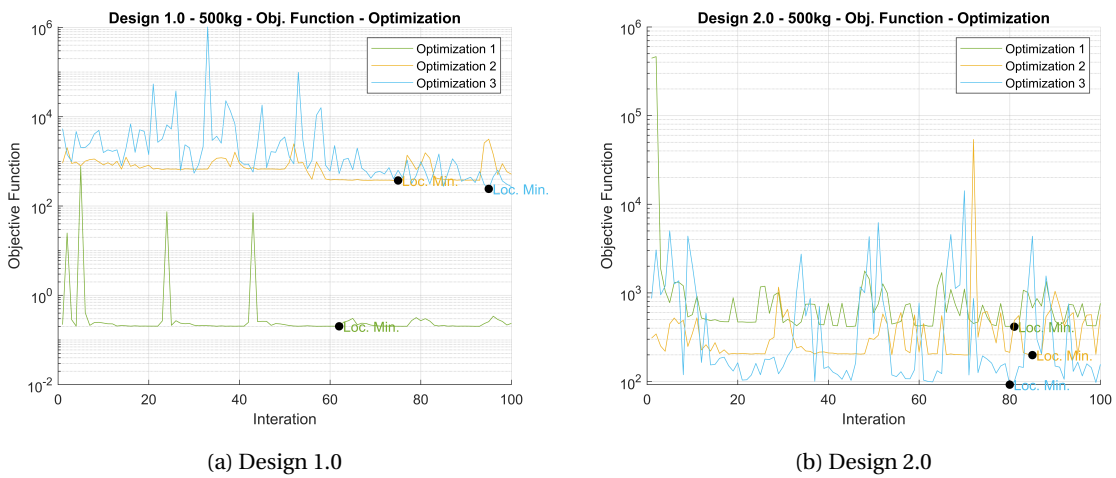 Design 1.0 - 500kg - Obj. Function - Optimization
10^6
10^4
10^2
10^0
10^-2
Objective Function
0 20 40 60 80 100
Interation
Optimization 1
Optimization 2
Optimization 3
Loc. Min.
Loc. Min.
Loc. Min.
(a) Design 1.0
Design 2.0 - 500kg - Obj. Function - Optimization
10^6
10^5
10^4
10^3
10^2
Objective Function
0 20 40 60 80 100
Interation
Optimization 1
Optimization 2
Optimization 3
Loc. Min.
Loc. Min.
Loc. Min.
(b) Design 2.0